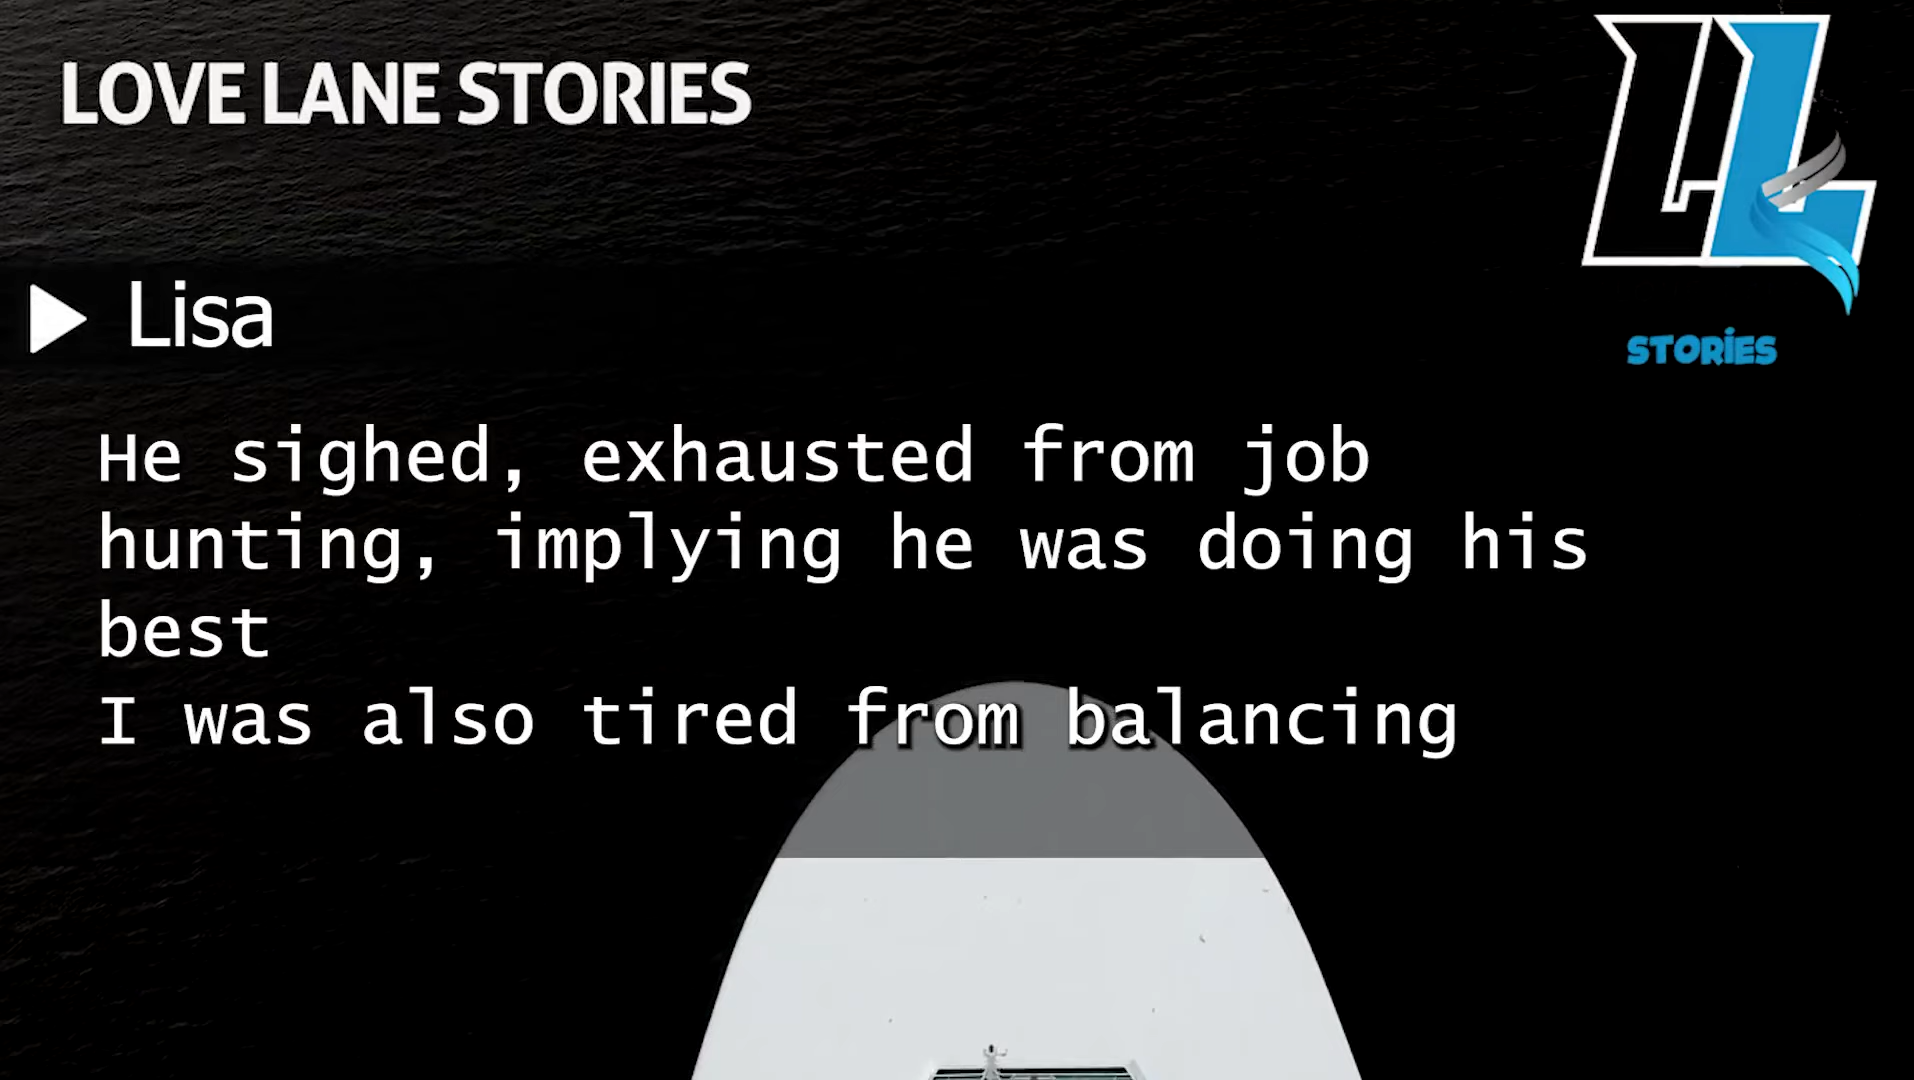 LOVE LANE STORIES
LL
STORIES
Lisa
He sighed, exhausted from job
hunting, implying he was doing his
best
I was also tired from balancing